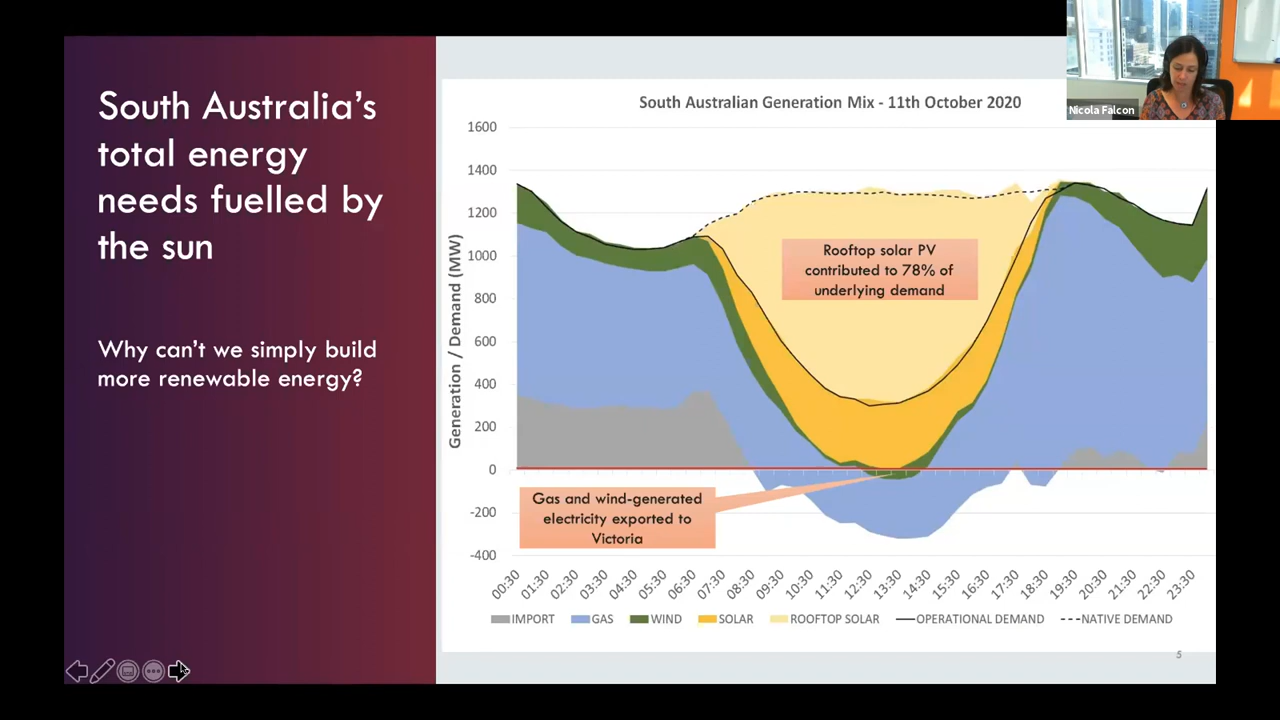 South Australia’s
total energy
needs fuelled by
the sun
Why can’t we simply build
more renewable energy?
Nicola Falcon
South Australian Generation Mix - 11th October 2020
Generation / Demand (MW)
1600
1400
1200
1000
800
600
400
200
0
-200
-400
Rooftop solar PV
contributed to 78% of
underlying demand
Gas and wind-generated
electricity exported to
Victoria
00:30 01:30 02:30 03:30 04:30 05:30 06:30 07:30 08:30 09:30 10:30 11:30 12:30 13:30 14:30 15:30 16:30 17:30 18:30 19:30 20:30 21:30 22:30 23:30
IMPORT GAS WIND SOLAR ROOFTOP SOLAR OPERATIONAL DEMAND NATIVE DEMAND
5